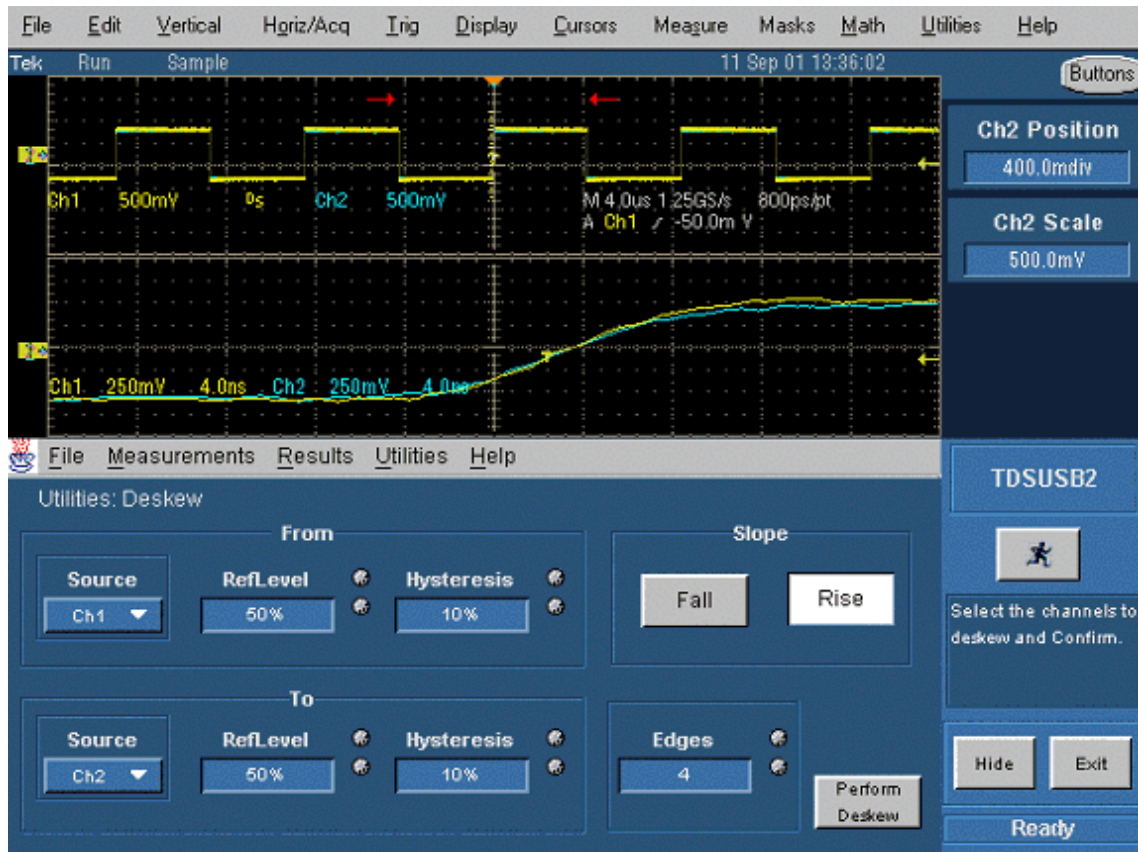 File Edit Vertical Horiz/Acq Trig Display Cursors Measure Masks Math Utilities Help
Tek Run Sample 11 Sep 01 13:36:02
Buttons
Ch2 Position
400.0mdiv
Ch2 Scale
500.0mV
Ch1 500mV 0s Ch2 500mV M 4.0us 1.25GS/s 800ps/pt
A Ch1 -50.0m V
Ch1 250mV 4.0ns Ch2 250mV 4.0ns
File Measurements Results Utilities Help
TDSUSB2
Utilities: Deskew
From
Source RefLevel Hysteresis
Ch1 50% 10%
Slope
Fall Rise
Select the channels to
deskew and Confirm.
To
Source RefLevel Hysteresis
Ch2 50% 10%
Edges
4
Perform
Deskew
Hide Exit
Ready